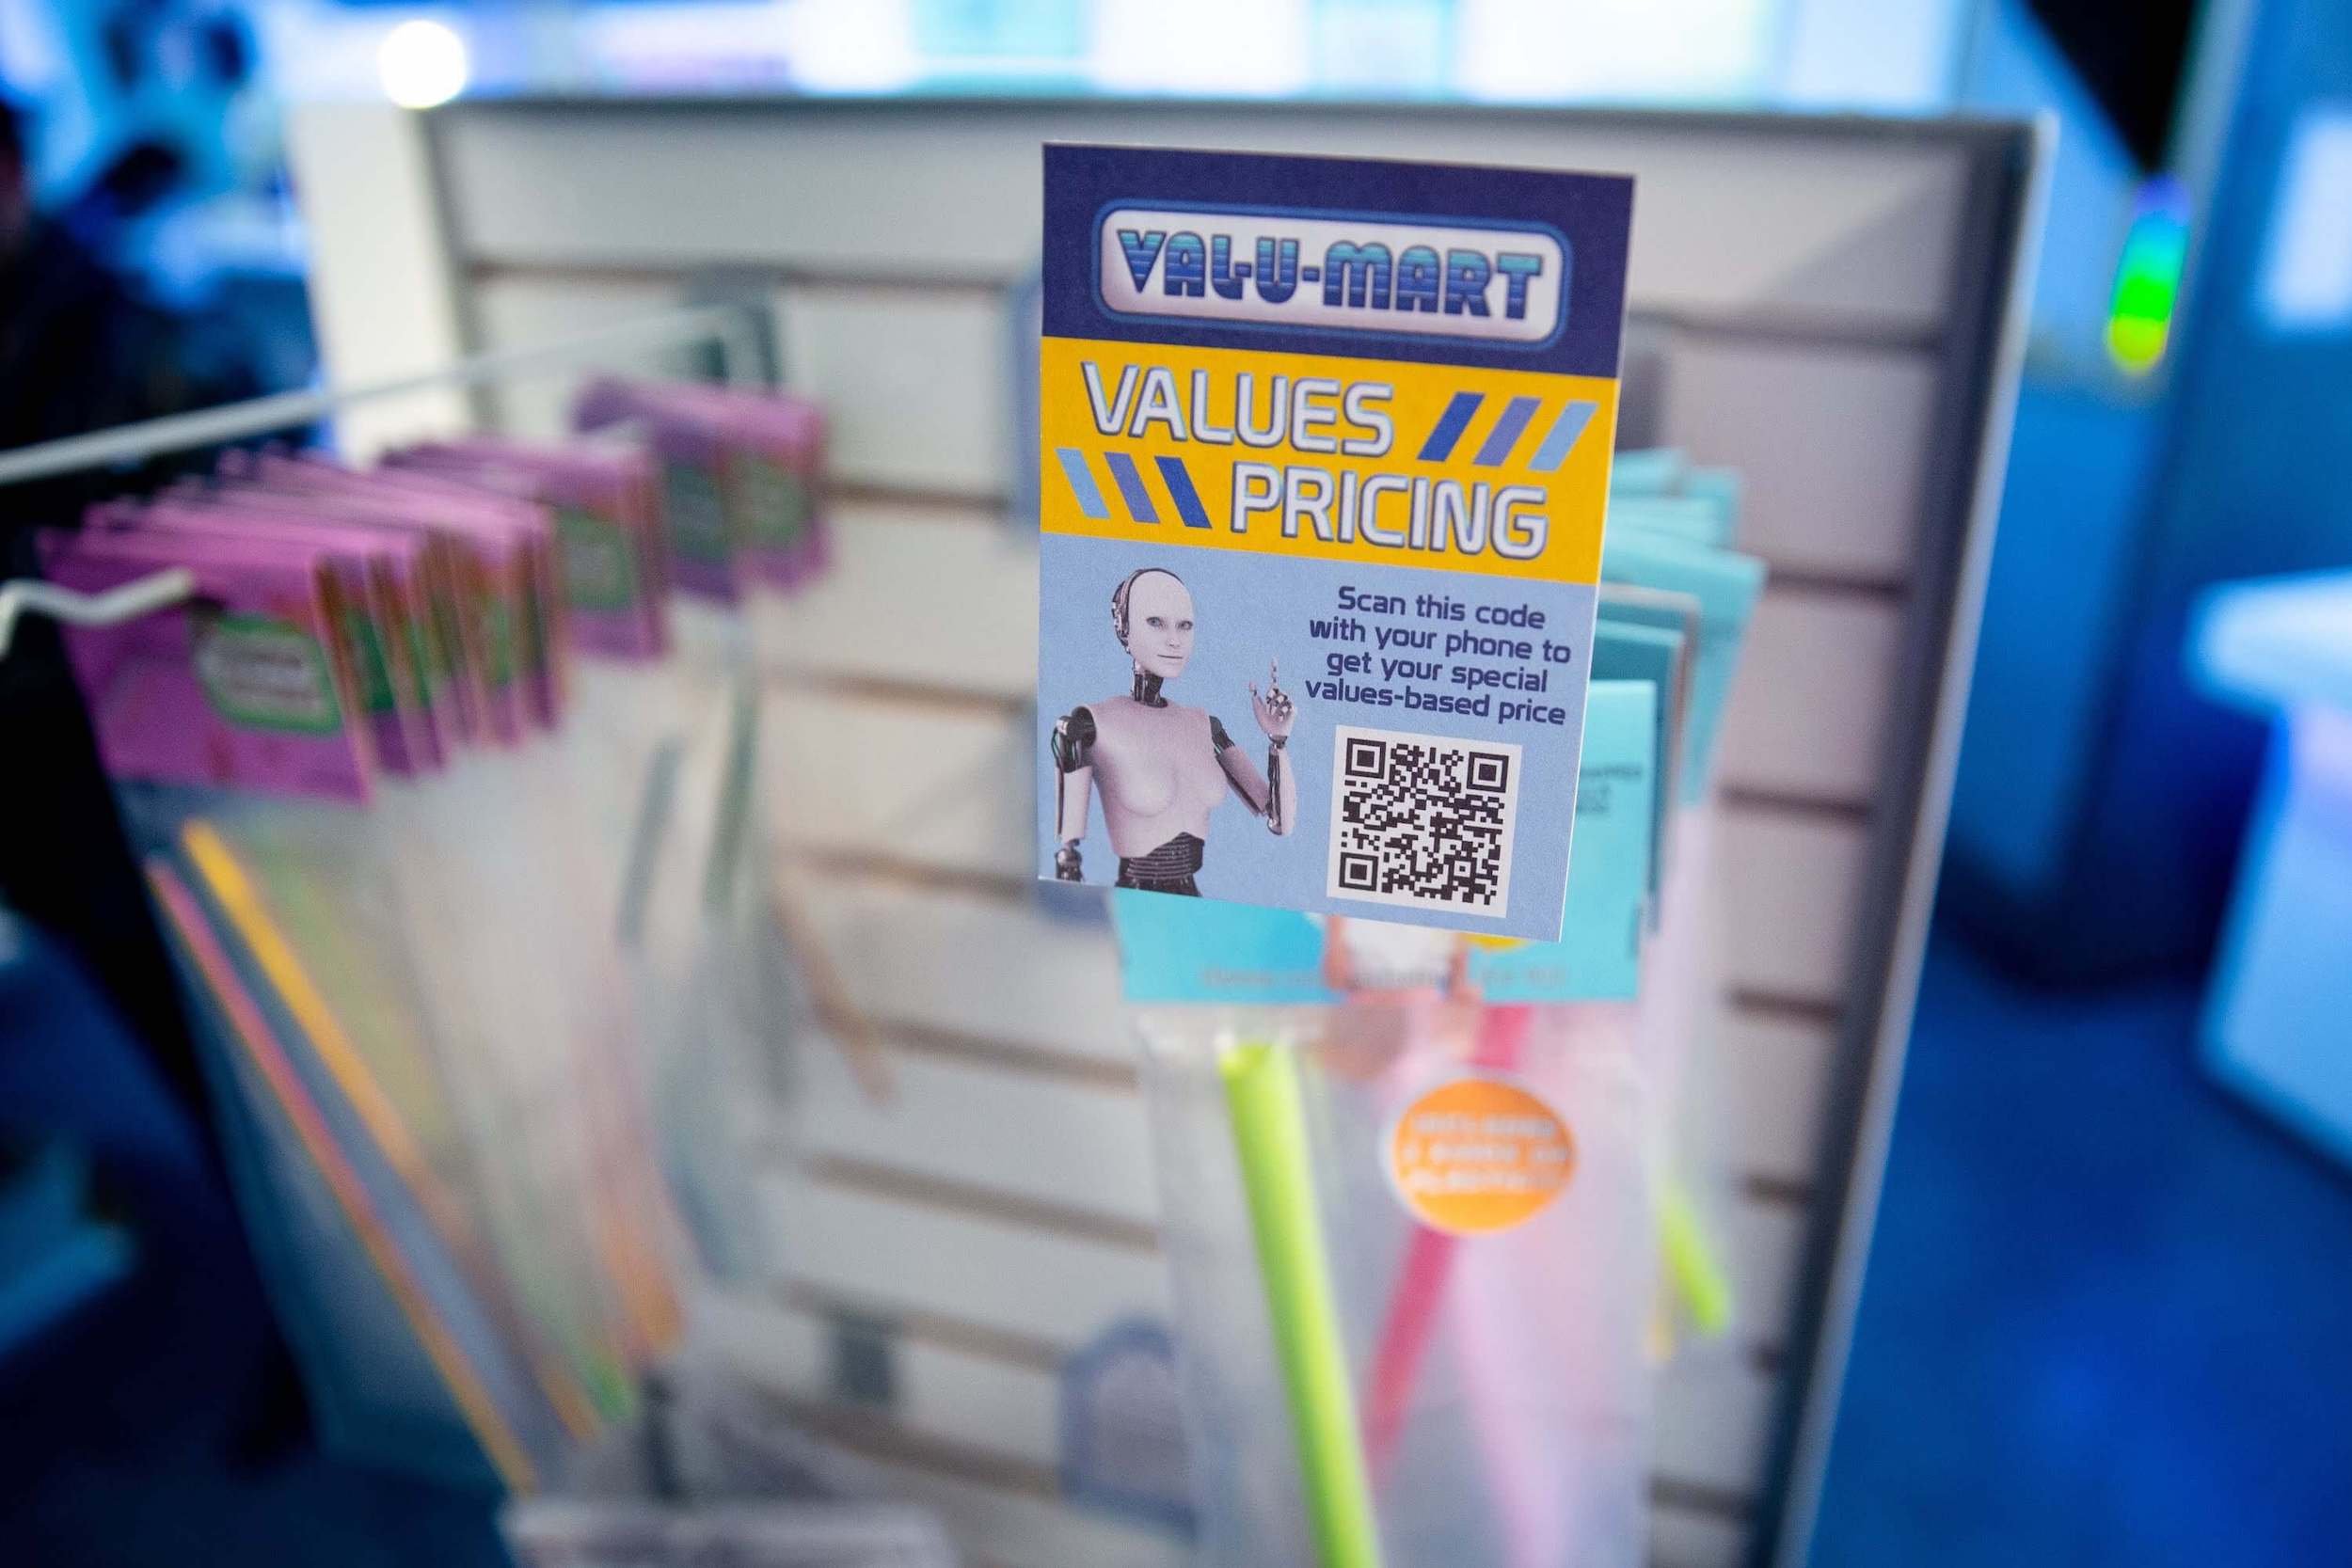 VAL-U-MART
VALUES
PRICING
Scan this code
with your phone to
get your special
values-based price